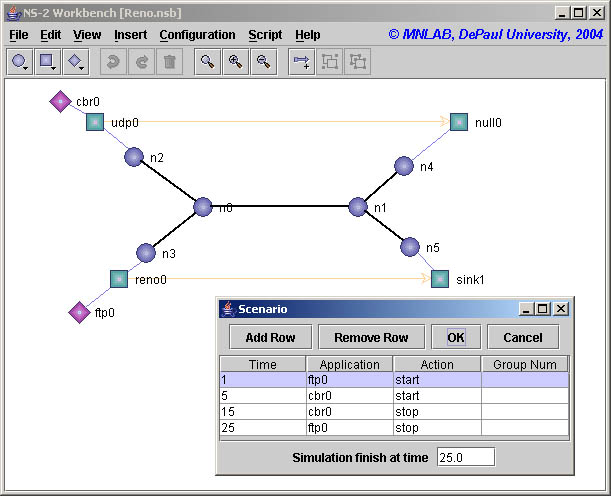 NS-2 Workbench [Reno.nsb]
File Edit View Insert Configuration Script Help © IMNLAB, DePaul University, 2004
cbr0
udp0 null0
n2 n4
n0 n1
n3 n5
reno0 sink1
ftp0
Scenario
Add Row Remove Row OK Cancel
Time Application Action Group Num
1 ftp0 start
5 cbr0 start
15 cbr0 stop
25 ftp0 stop
Simulation finish at time 25.0